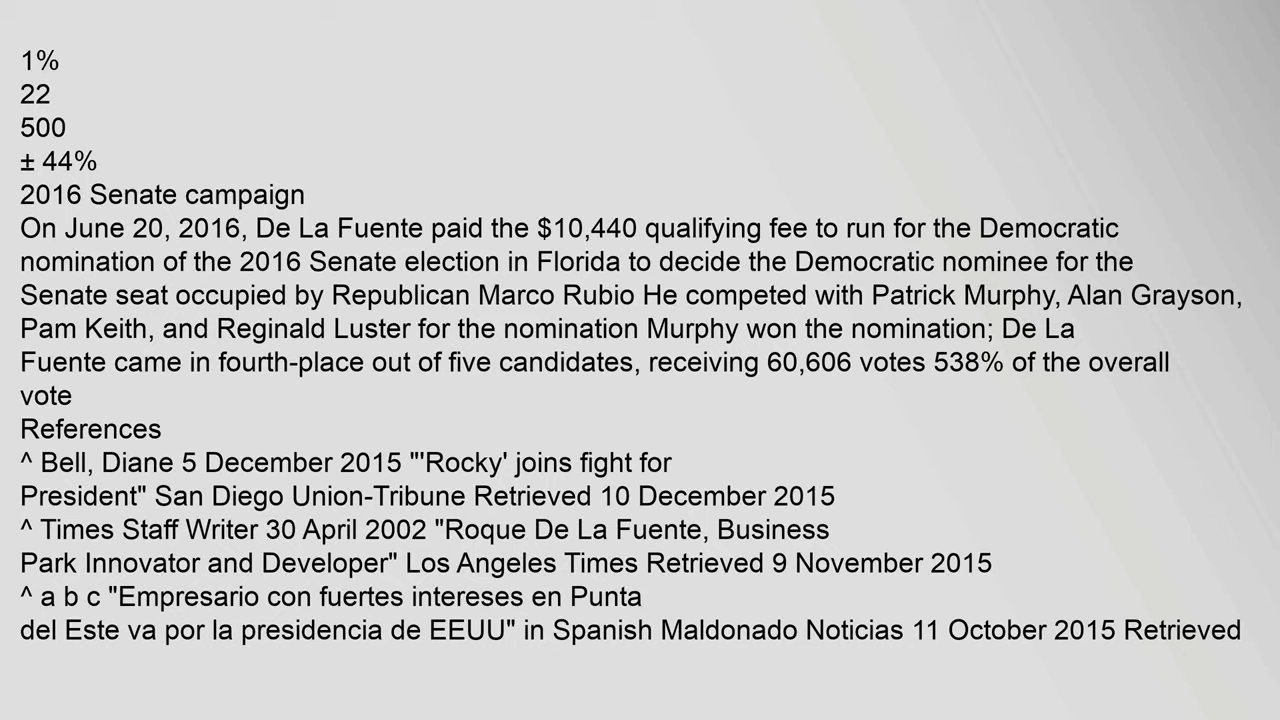 1%
22
500
± 44%
2016 Senate campaign
On June 20, 2016, De La Fuente paid the $10,440 qualifying fee to run for the Democratic
nomination of the 2016 Senate election in Florida to decide the Democratic nominee for the
Senate seat occupied by Republican Marco Rubio He competed with Patrick Murphy, Alan Grayson,
Pam Keith, and Reginald Luster for the nomination Murphy won the nomination; De La
Fuente came in fourth-place out of five candidates, receiving 60,606 votes 538% of the overall
vote
References
^ Bell, Diane 5 December 2015 "'Rocky' joins fight for
President" San Diego Union-Tribune Retrieved 10 December 2015
^ Times Staff Writer 30 April 2002 "Roque De La Fuente, Business
Park Innovator and Developer" Los Angeles Times Retrieved 9 November 2015
^ a b c "Empresario con fuertes intereses en Punta
del Este va por la presidencia de EEUU" in Spanish Maldonado Noticias 11 October 2015 Retrieved